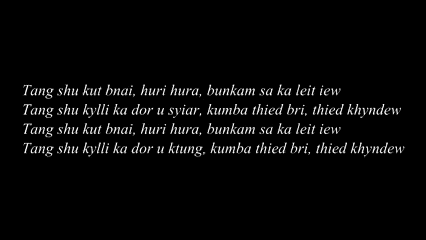 Tang shu kut bnai, huri hura, bunkam sa ka leit iew
Tang shu kylli ka dor u syiar, kumba thied bri, thied khyndew
Tang shu kut bnai, huri hura, bunkam sa ka leit iew
Tang shu kylli ka dor u ktung, kumba thied bri, thied khyndew